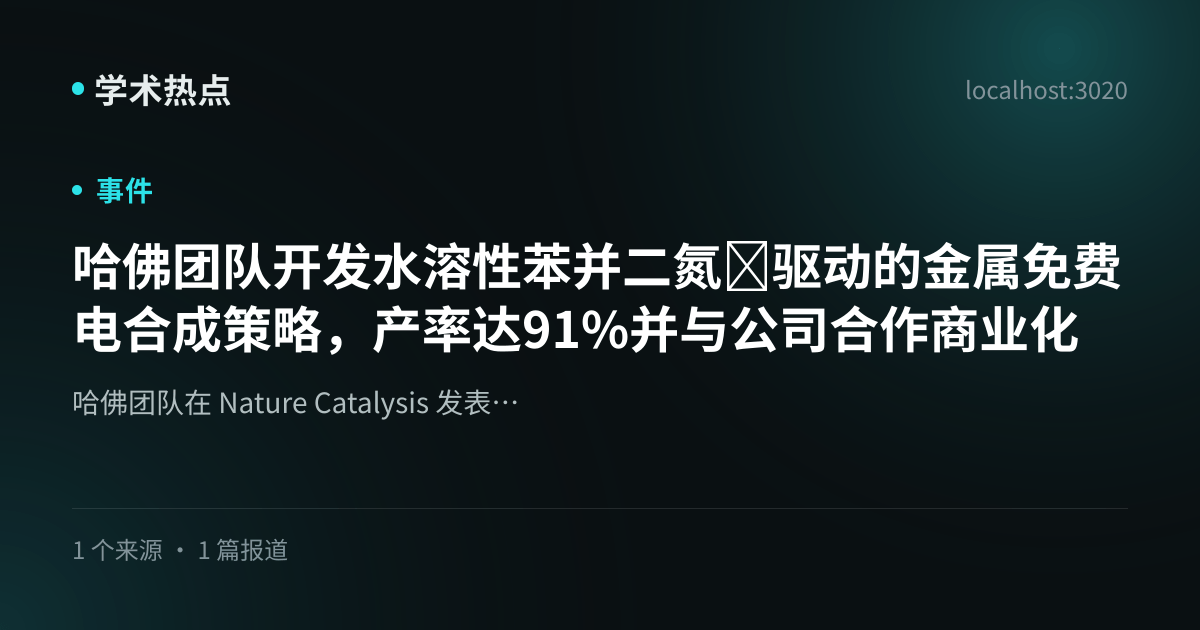 学术热点
localhost:3020
事件
哈佛团队开发水溶性苯并二氮驱动的金属免费
电合成策略，产率达91%并与公司合作商业化
哈佛团队在 Nature Catalysis 发表…
1 个来源 · 1 篇报道